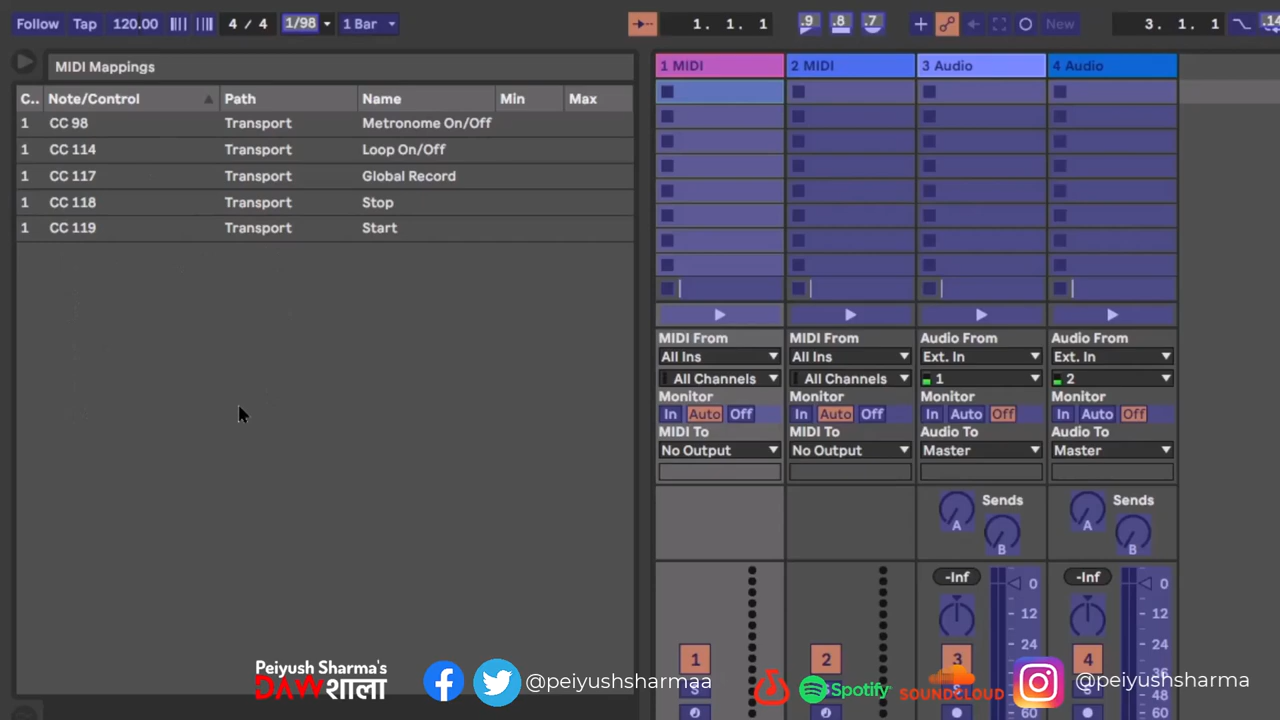 Follow Tap 120.00 4 / 4 1/98 1 Bar 1. 1. 1 .9 .8 .7 New 3. 1. 1 .14
MIDI Mappings
C.. Note/Control Path Name Min Max
1 CC 98 Transport Metronome On/Off
1 CC 114 Transport Loop On/Off
1 CC 117 Transport Global Record
1 CC 118 Transport Stop
1 CC 119 Transport Start
1 MIDI 2 MIDI 3 Audio 4 Audio
MIDI From MIDI From Audio From Audio From
All Ins All Ins Ext. In Ext. In
All Channels All Channels 1 2
Monitor Monitor Monitor Monitor
In Auto Off In Auto Off In Auto Off In Auto Off
MIDI To MIDI To Audio To Audio To
No Output No Output Master Master
Sends Sends
A A
B B
-Inf 0 -Inf 0
12 12
24 24
1 2 3 4
36
S S S 48 48
60 60
Peiyush Sharma's
DAWशाला
@peiyushsharmaa Spotify SOUNDCLOUD @peiyushsharma